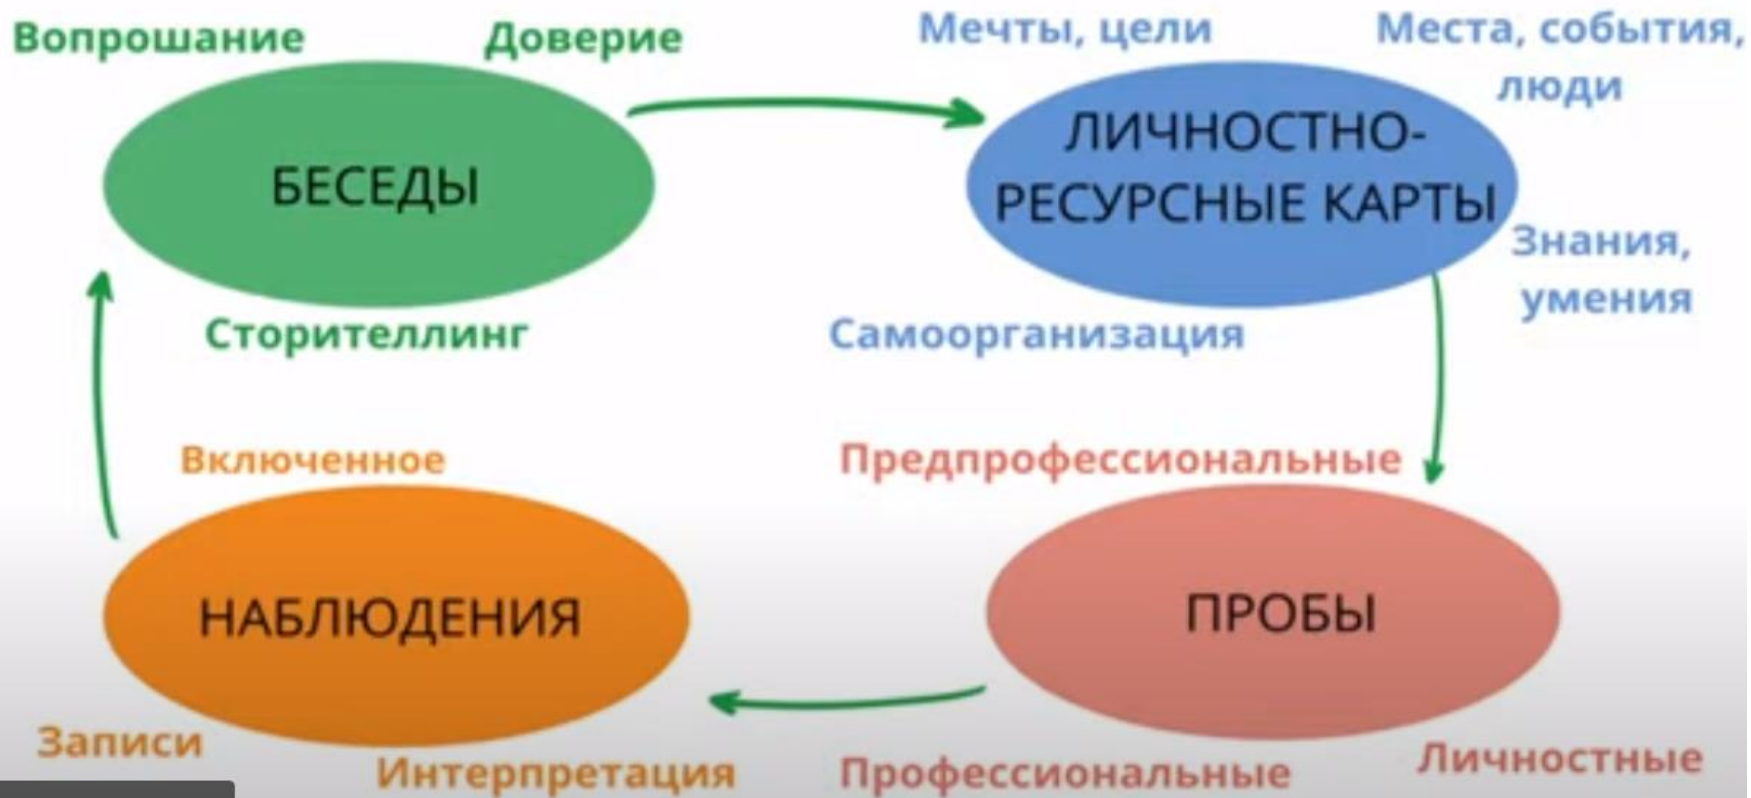 Вопрошание
Доверие
БЕСЕДЫ
Сторителлинг
Мечты, цели
Места, события,
люди
ЛИЧНОСТНО-
РЕСУРСНЫЕ КАРТЫ
Знания,
умения
Самоорганизация
Предпрофессиональные
ПРОБЫ
Профессиональные
Личностные
Включенное
НАБЛЮДЕНИЯ
Записи
Интерпретация